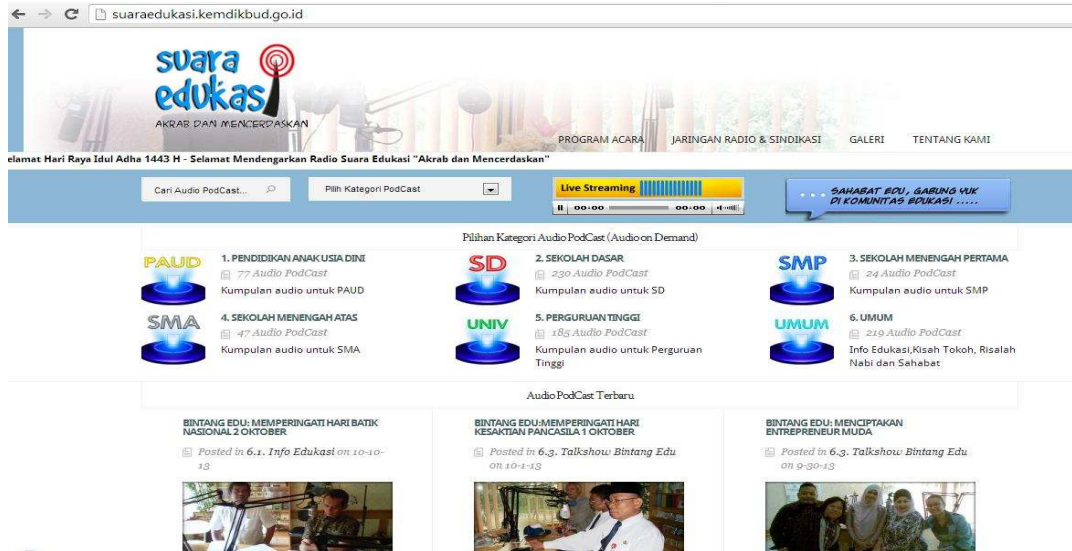 suaraedukasi.kemdikbud.go.id
suara
edukasi
AKRAB DAN MENCERDASKAN
PROGRAM ACARA JARINGAN RADIO & SINDIKASI GALERI TENTANG KAMI
elamat Hari Raya Idul Adha 1443 H - Selamat Mendengarkan Radio Suara Edukasi "Akrab dan Mencerdaskan"
Cari Audio PodCast... Pilih Kategori PodCast Live Streaming
00:00 00:00
SAHABAT EDU, GABUNG YUK
DI KOMUNITAS EDUKASI .....
Pilihan Kategori Audio PodCast (Audio on Demand)
PAUD
1. PENDIDIKAN ANAK USIA DINI
77 Audio PodCast
Kumpulan audio untuk PAUD
SD
2. SEKOLAH DASAR
230 Audio PodCast
Kumpulan audio untuk SD
SMP
3. SEKOLAH MENENGAH PERTAMA
24 Audio PodCast
Kumpulan audio untuk SMP
SMA
4. SEKOLAH MENENGAH ATAS
47 Audio PodCast
Kumpulan audio untuk SMA
UNIV
5. PERGURUAN TINGGI
185 Audio PodCast
Kumpulan audio untuk Perguruan
Tinggi
UMUM
6. UMUM
219 Audio PodCast
Info Edukasi,Kisah Tokoh, Risalah
Nabi dan Sahabat
Audio PodCast Terbaru
BINTANG EDU: MEMPERINGATI HARI BATIK
NASIONAL 2 OKTOBER
Posted in 6.1. Info Edukasi on 10-10-
13
BINTANG EDU:MEMPERINGATI HARI
KESAKTIAN PANCASILA 1 OKTOBER
Posted in 6.3. Talkshow Bintang Edu
on 10-1-13
BINTANG EDU: MENCIPTAKAN
ENTREPRENEUR MUDA
Posted in 6.3. Talkshow Bintang Edu
on 9-30-13